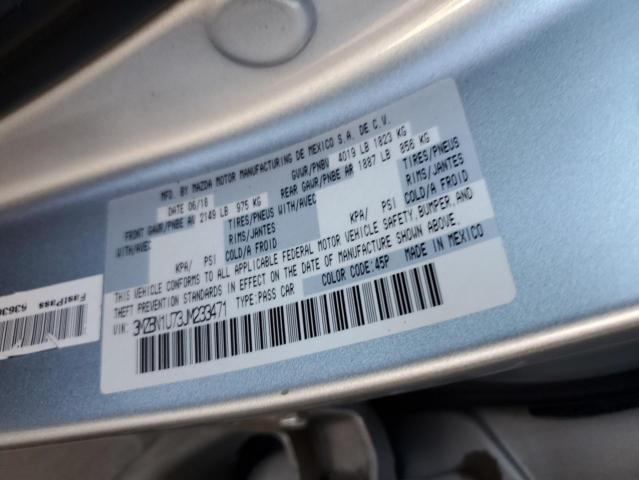 MFD. BY MAZDA MOTOR MANUFACTURING DE MEXICO S.A. DE C.V.
DATE 06/18 GVWR/PNBV 4019 LB 1823 KG
FRONT GAWR/PNBE AV 2149 LB 975 KG REAR GAWR/PNBE AR 1887 LB 856 KG
WITH/AVEC TIRES/PNEUS WITH/AVEC TIRES/PNEUS
RIMS/JANTES RIMS/JANTES
KPA/ PSI COLD/A FROID KPA/ PSI COLD/A FROID
THIS VEHICLE CONFORMS TO ALL APPLICABLE FEDERAL MOTOR VEHICLE SAFETY, BUMPER, AND
THEFT PREVENTION STANDARDS IN EFFECT ON THE DATE OF MANUFACTURE SHOWN ABOVE.
VIN: 3MZBN1U73JM233471 TYPE:PASS CAR COLOR CODE:45P MADE IN MEXICO
FastPass